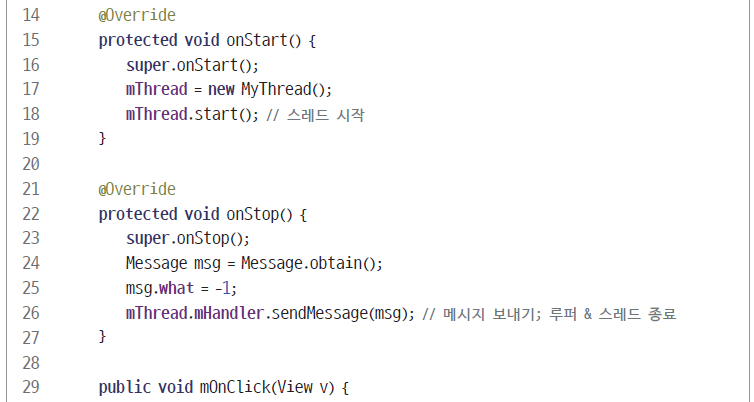 14 @Override
15 protected void onStart() {
16 super.onStart();
17 mThread = new MyThread();
18 mThread.start(); // 스레드 시작
19 }
20
21 @Override
22 protected void onStop() {
23 super.onStop();
24 Message msg = Message.obtain();
25 msg.what = -1;
26 mThread.mHandler.sendMessage(msg); // 메시지 보내기; 루퍼 & 스레드 종료
27 }
28
29 public void mOnClick(View v) {